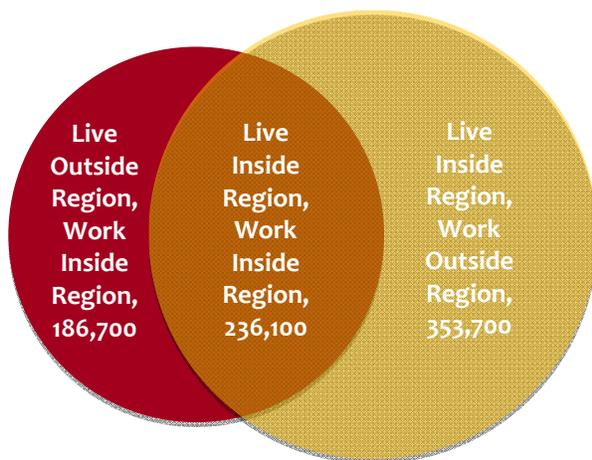 Live
Outside
Region,
Work
Inside
Region,
186,700
Live
Inside
Region,
Work
Inside
Region,
236,100
Live
Inside
Region,
Work
Outside
Region,
353,700